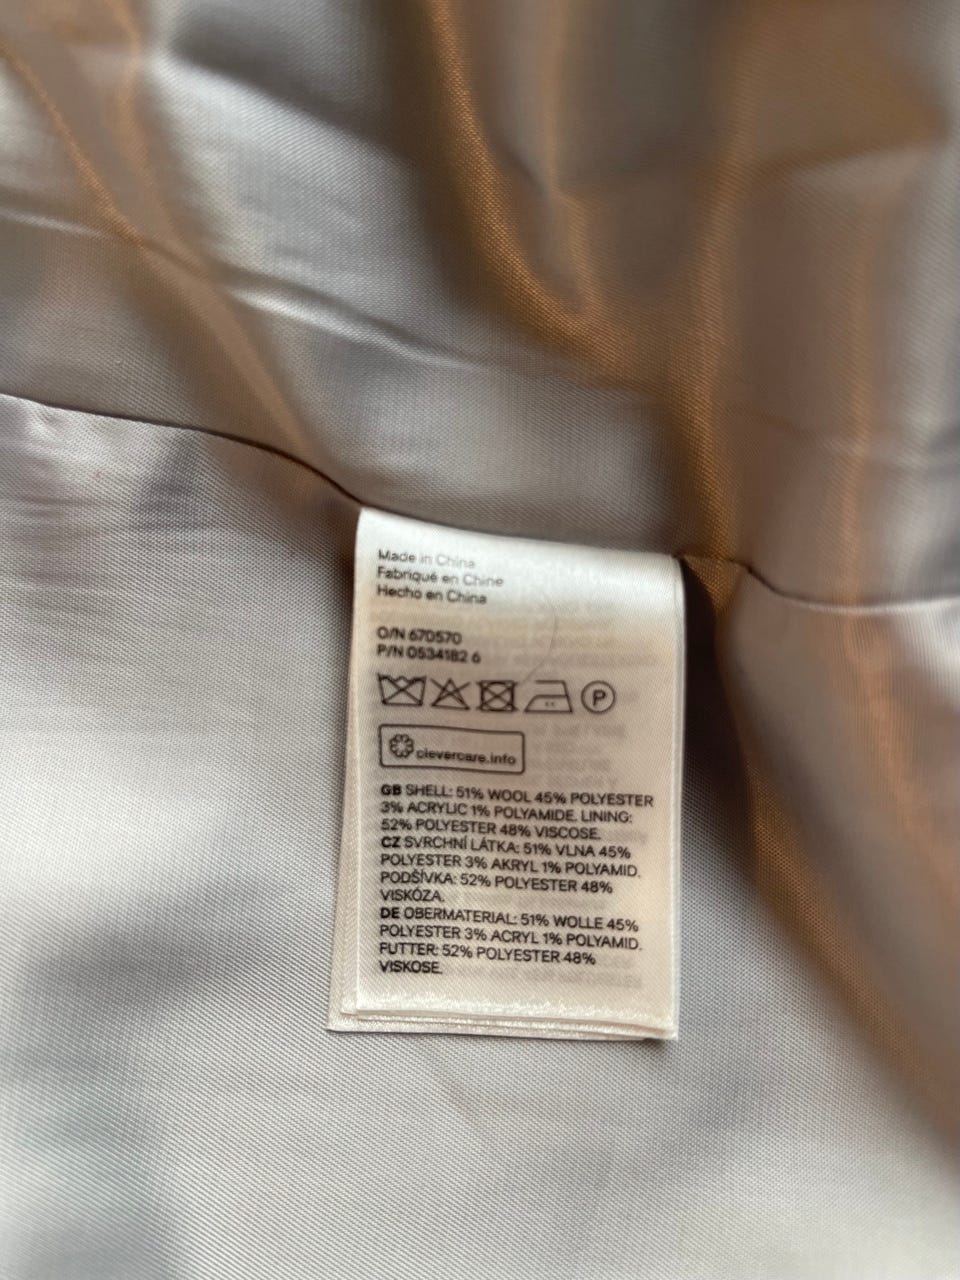 Made in China
Fabriqué en Chine
Hecho en China
O/N 670570
P/N 0534182 6
P
clevercare.info
GB SHELL: 51% WOOL 45% POLYESTER
3% ACRYLIC 1% POLYAMIDE. LINING:
52% POLYESTER 48% VISCOSE.
CZ SVRCHNÍ LÁTKA: 51% VLNA 45%
POLYESTER 3% AKRYL 1% POLYAMID.
PODŠÍVKA: 52% POLYESTER 48%
VISKÓZA.
DE OBERMATERIAL: 51% WOLLE 45%
POLYESTER 3% ACRYL 1% POLYAMID.
FUTTER: 52% POLYESTER 48%
VISKOSE.